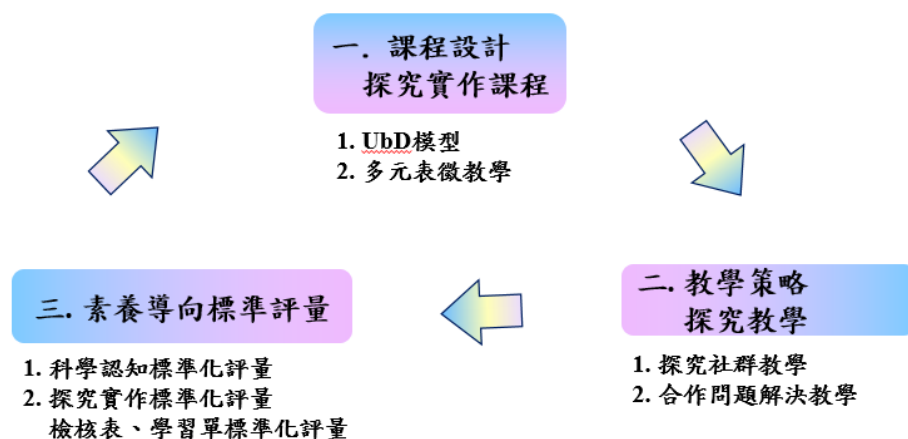 一. 課程設計
探究實作課程
1. UbD模型
2. 多元表徵教學
二. 教學策略
探究教學
1. 探究社群教學
2. 合作問題解決教學
三. 素養導向標準評量
1. 科學認知標準化評量
2. 探究實作標準化評量
檢核表、學習單標準化評量